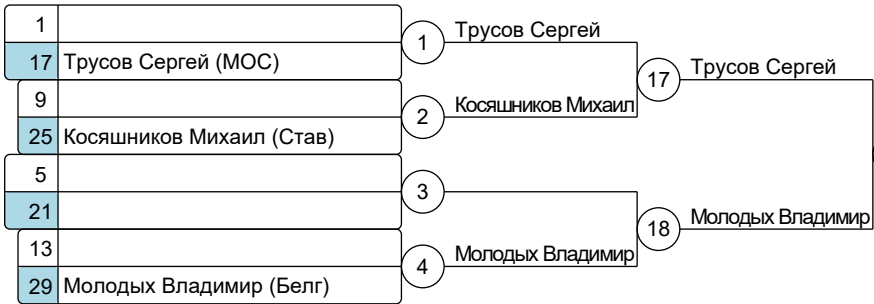 1
17 Трусов Сергей (МОС)
9
25 Косяшников Михаил (Став)
5
21
13
29 Молодых Владимир (Белг)
1
2
3
4
Трусов Сергей
Косяшников Михаил
Молодых Владимир
17
18
Трусов Сергей
Молодых Владимир